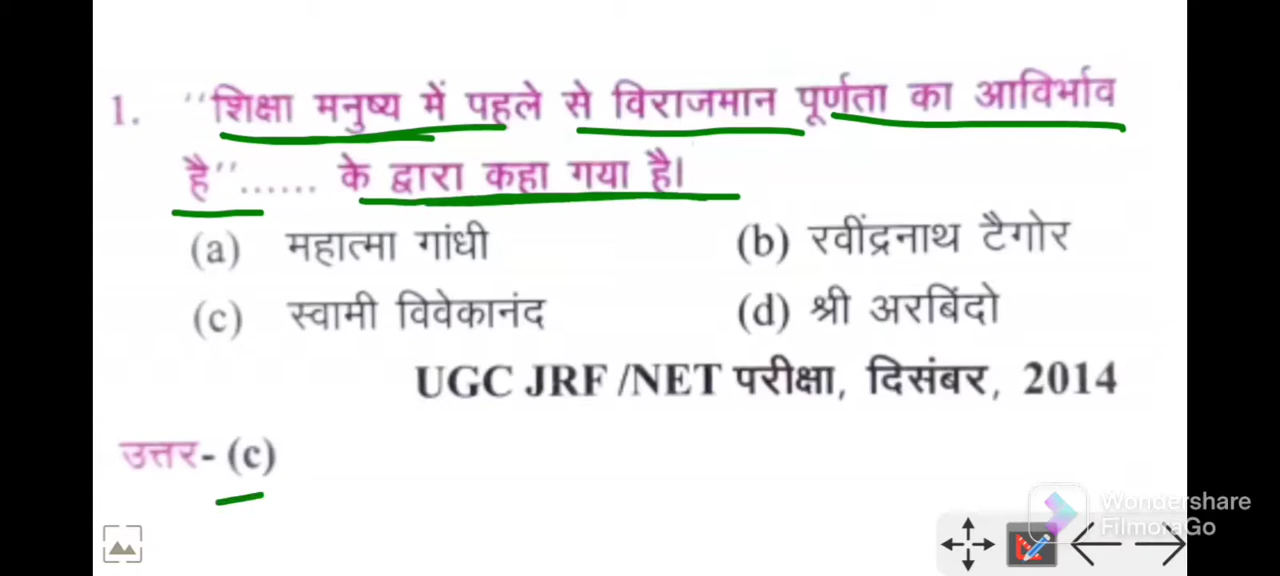 1. ''शिक्षा मनुष्य में पहले से विराजमान पूर्णता का आविर्भाव
है''...... के द्वारा कहा गया है।
(a) महात्मा गांधी (b) रवींद्रनाथ टैगोर
(c) स्वामी विवेकानंद (d) श्री अरबिंदो
UGC JRF /NET परीक्षा, दिसंबर, 2014
उत्तर- (c)
Wondershare
FilmoraGo